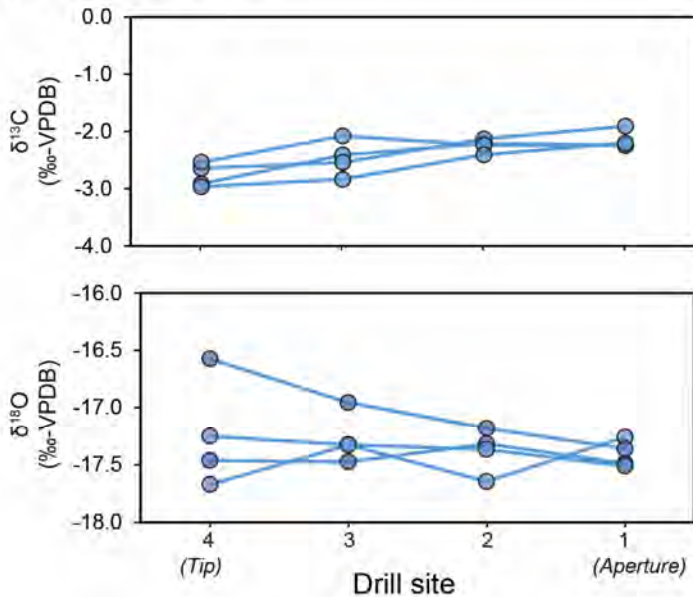 0.0
-1.0
-2.0
-3.0
-4.0
δ¹³C
(‰-VPDB)
-16.0
-16.5
-17.0
-17.5
-18.0
δ¹⁸O
(‰-VPDB)
4 3 2 1
(Tip) (Aperture)
Drill site